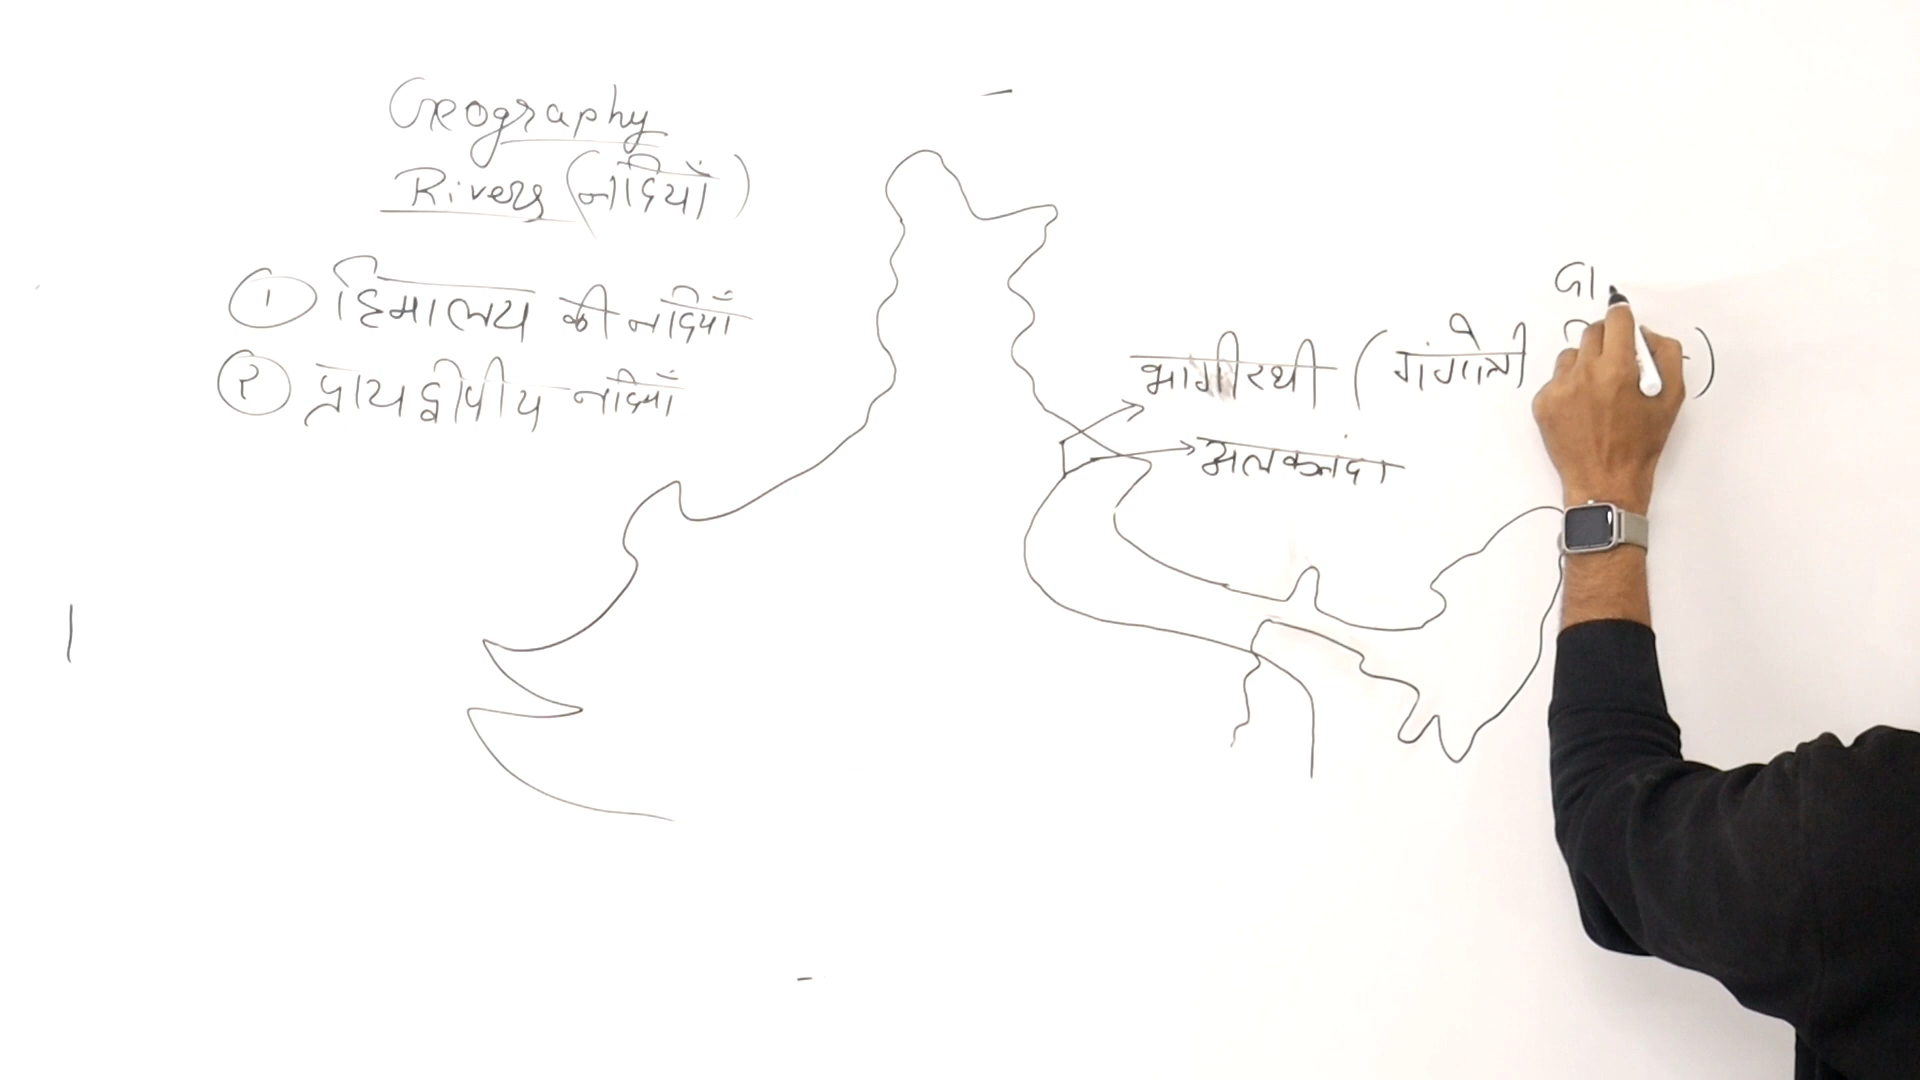 Geography
Rivers (नदियाँ)
① हिमालय की नदियाँ
② प्रायद्वीपीय नदियाँ
भागीरथी (गंगोत्री
अलकनंदा